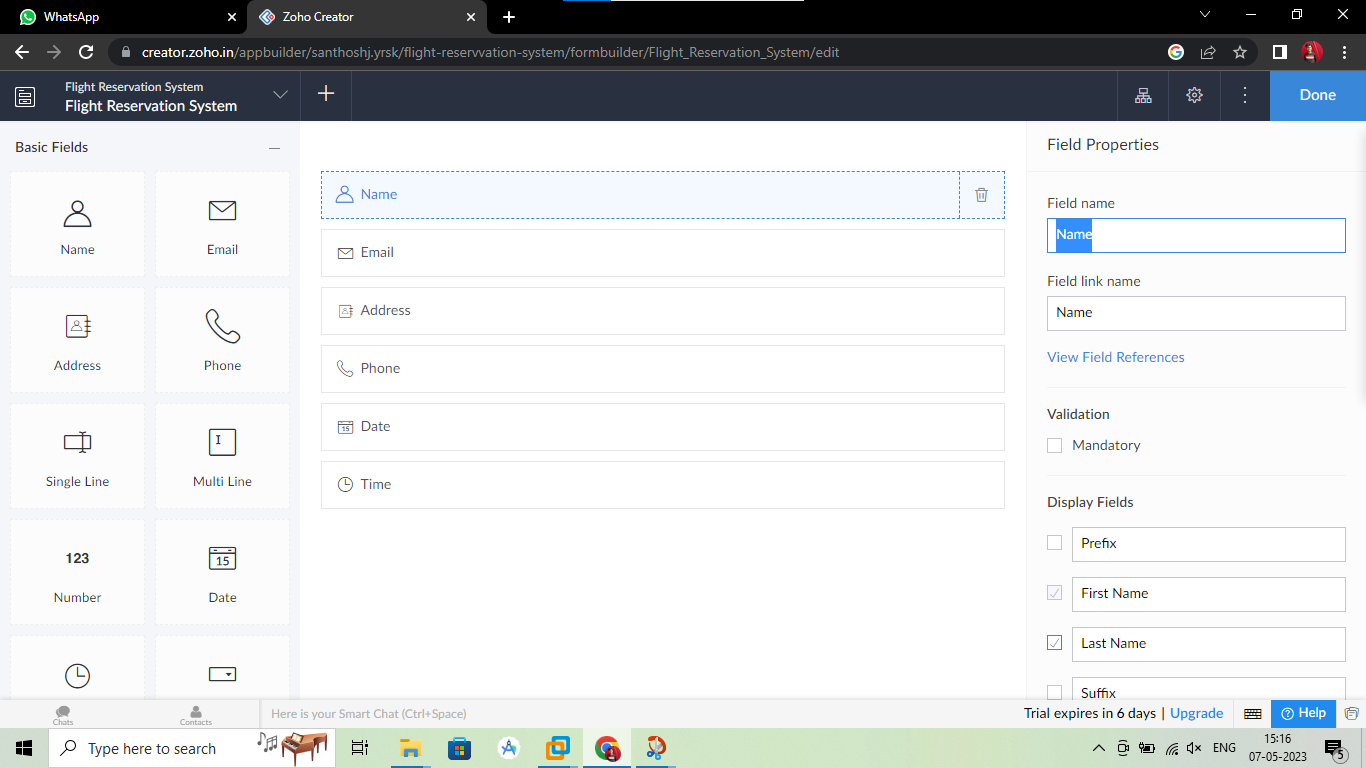 WhatsApp
Zoho Creator
creator.zoho.in/appbuilder/santhoshj.yrsk/flight-reservvation-system/formbuilder/Flight_Reservation_System/edit
Flight Reservation System
Flight Reservation System
Done
Basic Fields
Name
Email
Address
Phone
Single Line
Multi Line
123
Number
15
Date
Name
Email
Address
Phone
15
Date
Time
Field Properties
Field name
Name
Field link name
Name
View Field References
Validation
Mandatory
Display Fields
Prefix
First Name
Last Name
Suffix
Chats
Contacts
Here is your Smart Chat (Ctrl+Space)
Trial expires in 6 days | Upgrade
Help
Type here to search
ENG
15:16
07-05-2023
5